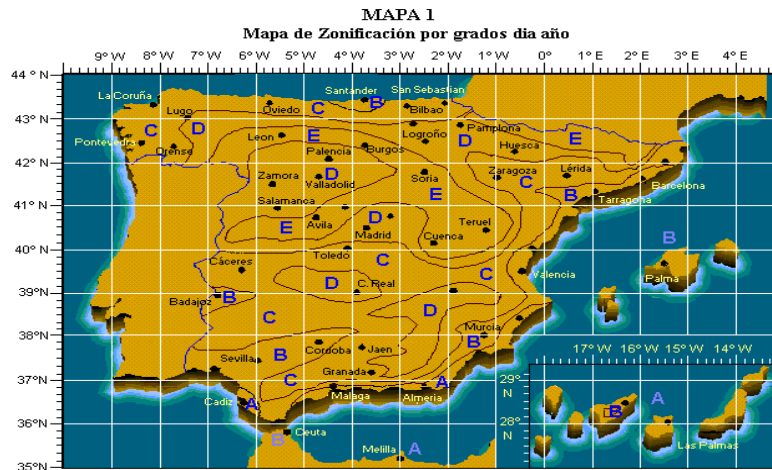 MAPA 1
Mapa de Zonificación por grados dia año
9°W 8°W 7°W 6°W 5°W 4°W 3°W 2°W 1°W 0° 1° E 2° E 3° E 4° E
44° N
Santander San Sebastian
La Coruña
Lugo Oviedo C B Bilbao
43°N
C D E Logroño Pamplona E
Pontevedra Leon Burgos D Huesca
Orense Palencia
42°N
D Soria Zaragoza Lérida
Zamora Valladolid C B Barcelona
41°N
Salamanca E Tarragona
E Avila D Madrid Teruel B
Cuenca
40°N
Toledo C
Cáceres C Valencia Palma
D C. Real
39°N
Badajoz B
C D
38°N
Murcia
Sevilla B Cordoba Jaen B
17°W 16°W 15°W 14°W
37°N
C Granada A 29° N
Cadiz A Malaga Almeria A
B
36°N
28° N
B Ceuta Las Palmas
Melilla A
35°N